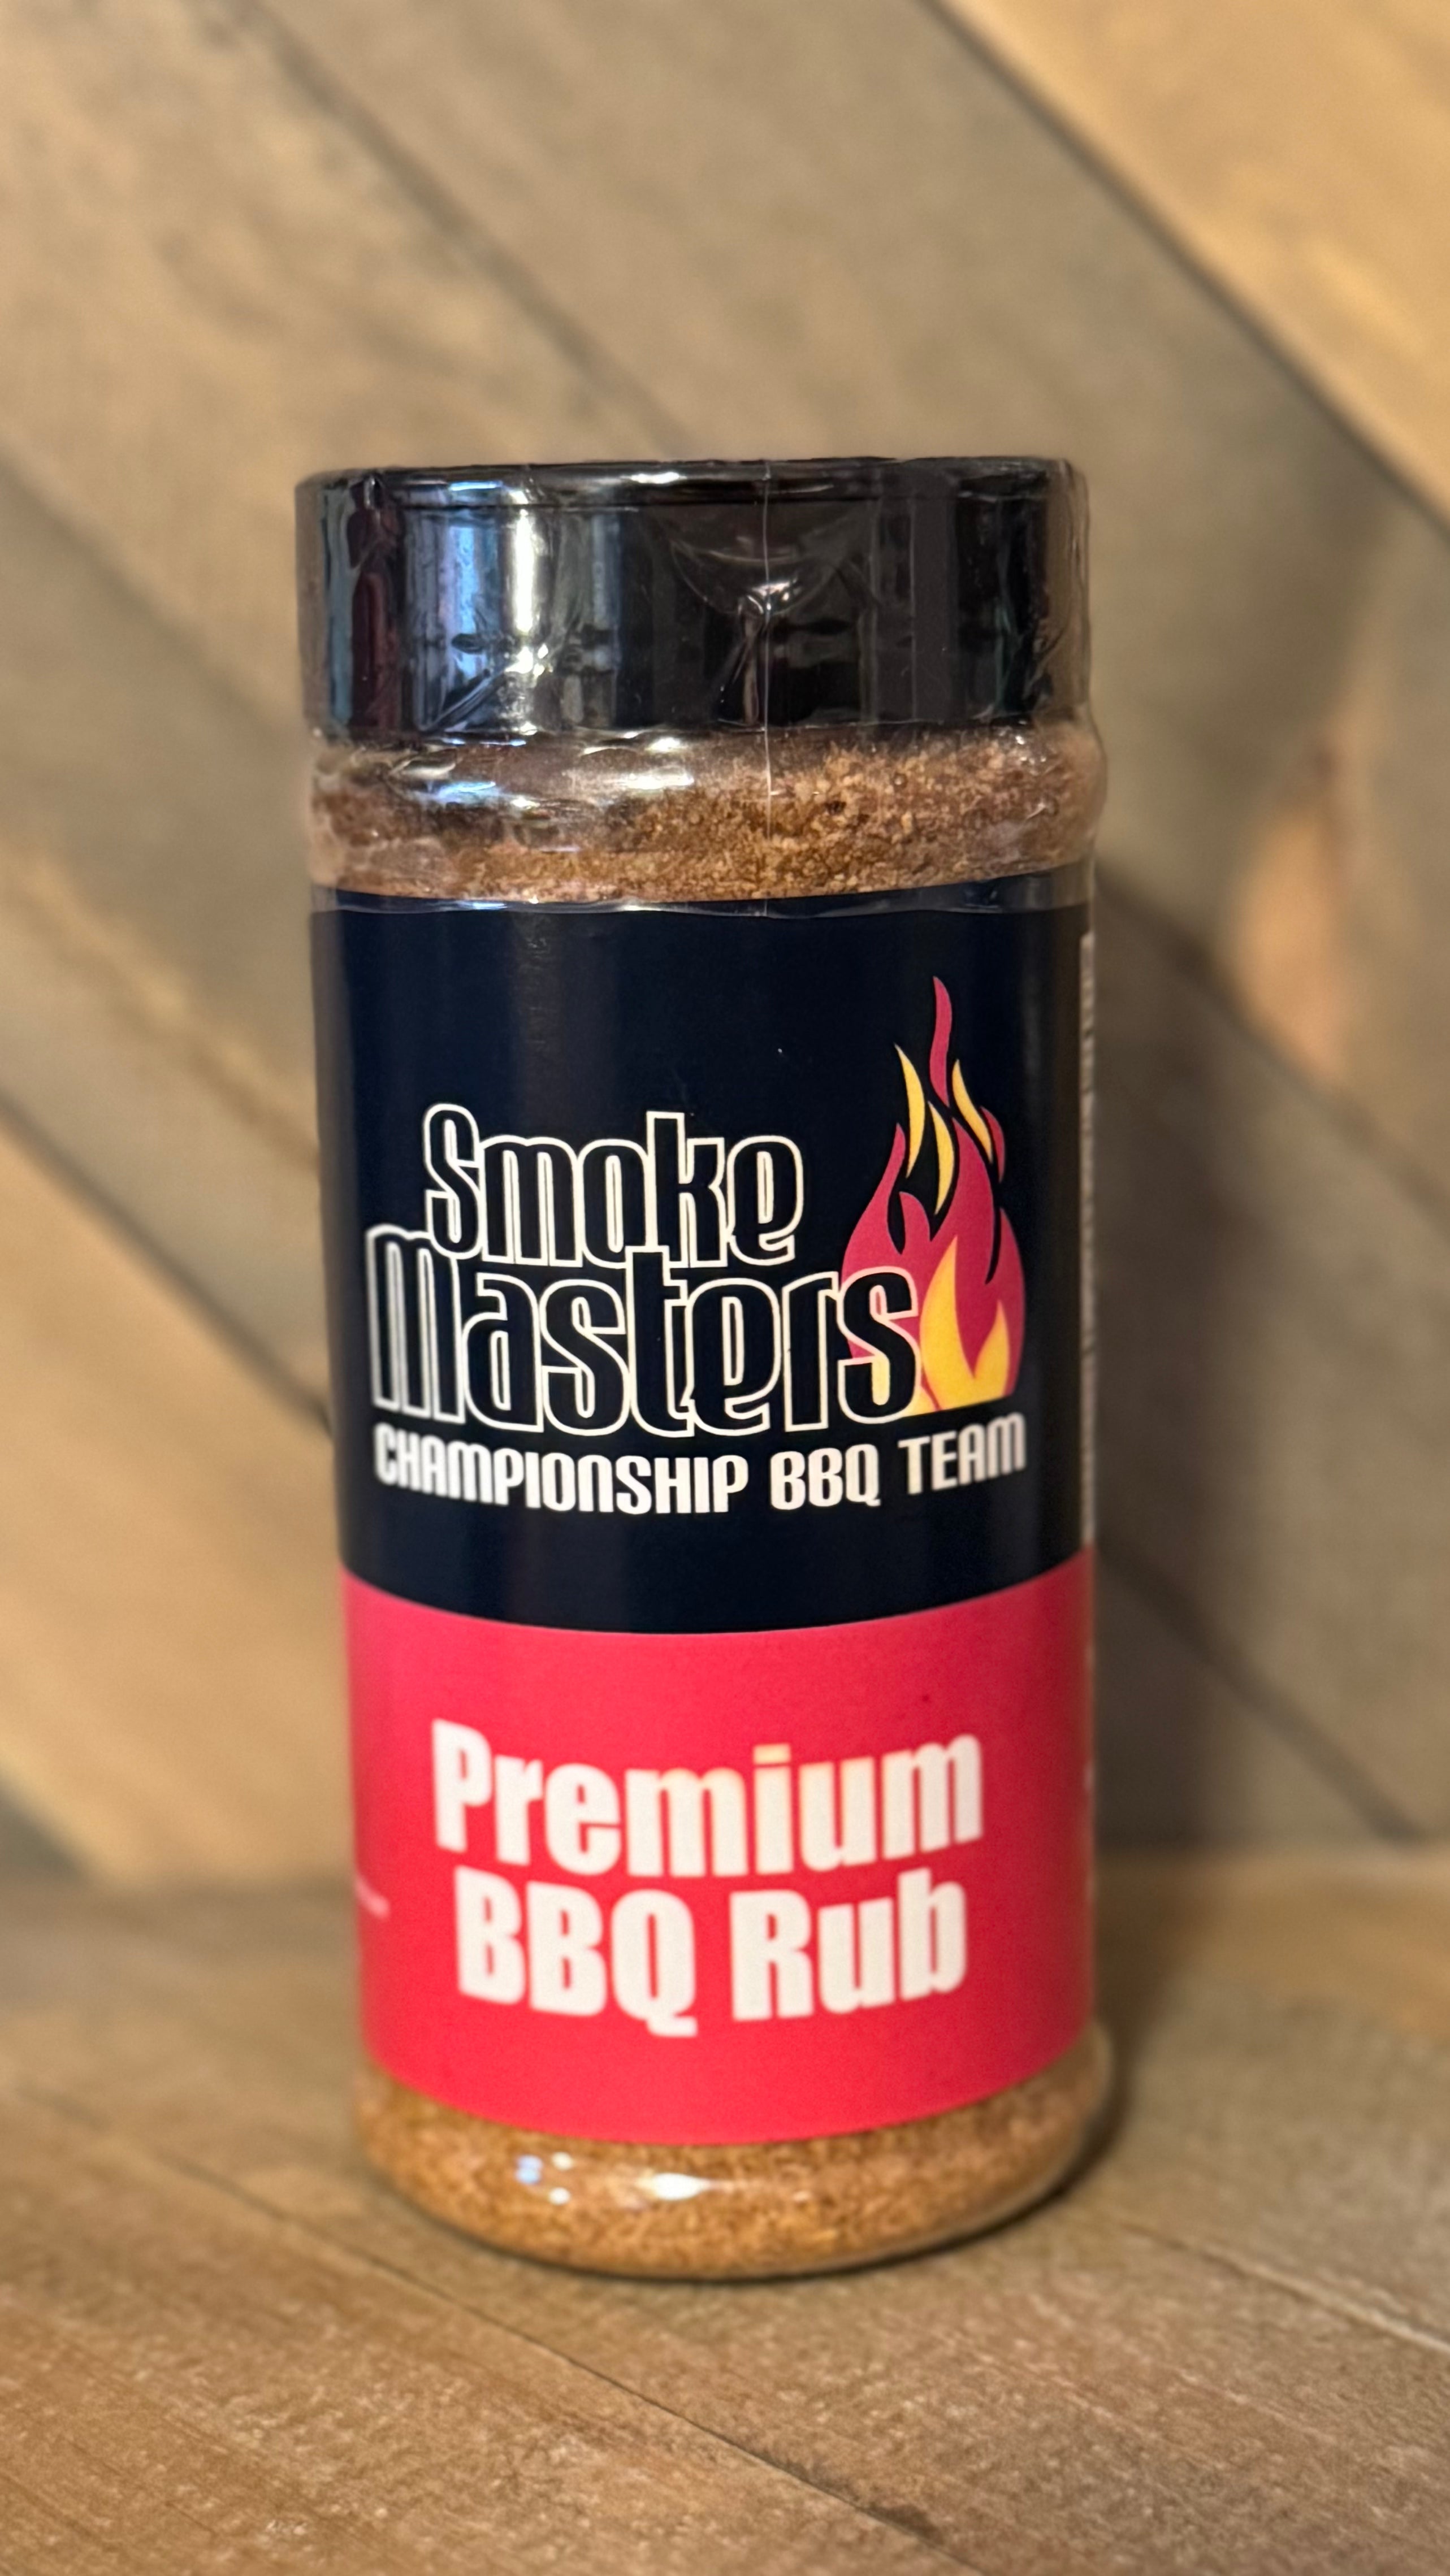 Smoke
Masters
CHAMPIONSHIP BBQ TEAM
Premium
BBQ Rub